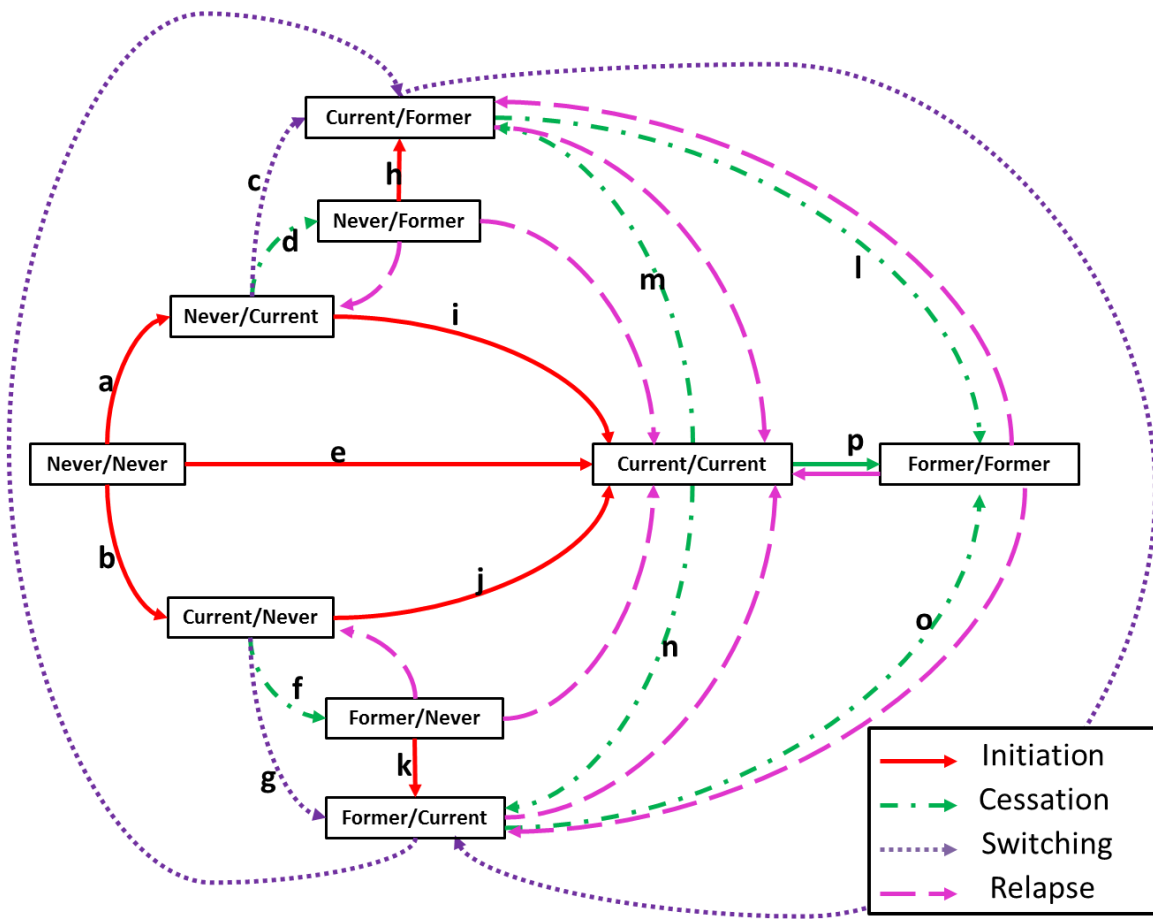 Current/Former
c
h
Never/Former
d
m
l
Never/Current
i
a
Never/Never
e
Current/Current
p
Former/Former
b
j
Current/Never
o
n
f
Former/Never
g
k
Former/Current
Initiation
Cessation
Switching
Relapse